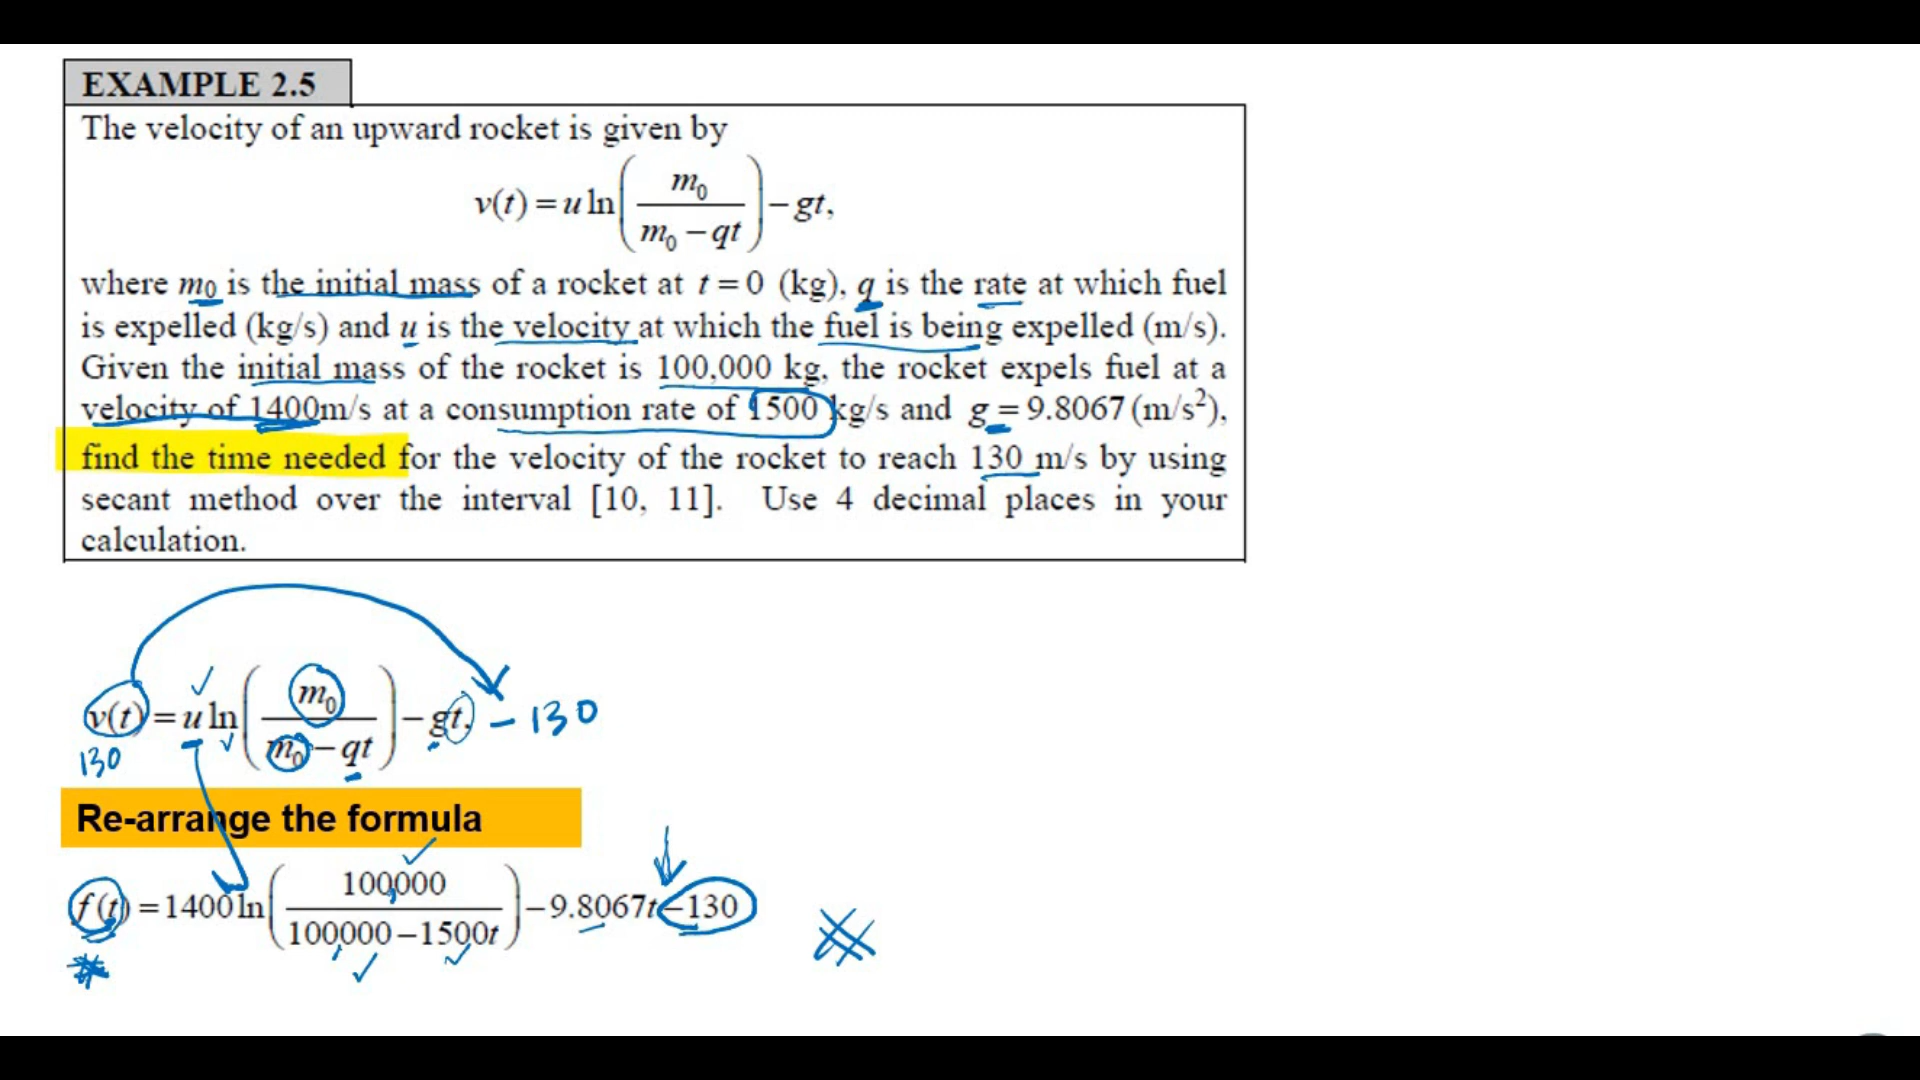 EXAMPLE 2.5
The velocity of an upward rocket is given by
v(t) = u ln(m₀ / (m₀ − qt)) − gt,
where m₀ is the initial mass of a rocket at t = 0 (kg), q is the rate at which fuel
is expelled (kg/s) and u is the velocity at which the fuel is being expelled (m/s).
Given the initial mass of the rocket is 100,000 kg, the rocket expels fuel at a
velocity of 1400m/s at a consumption rate of 1500 kg/s and g = 9.8067 (m/s²),
find the time needed for the velocity of the rocket to reach 130 m/s by using
secant method over the interval [10, 11]. Use 4 decimal places in your
calculation.
v(t) = u ln(m₀ / (m₀ − qt)) − gt, − 130
130
Re-arrange the formula
f(t) = 1400 ln(100,000 / (100,000 − 1500t)) − 9.8067t − 130